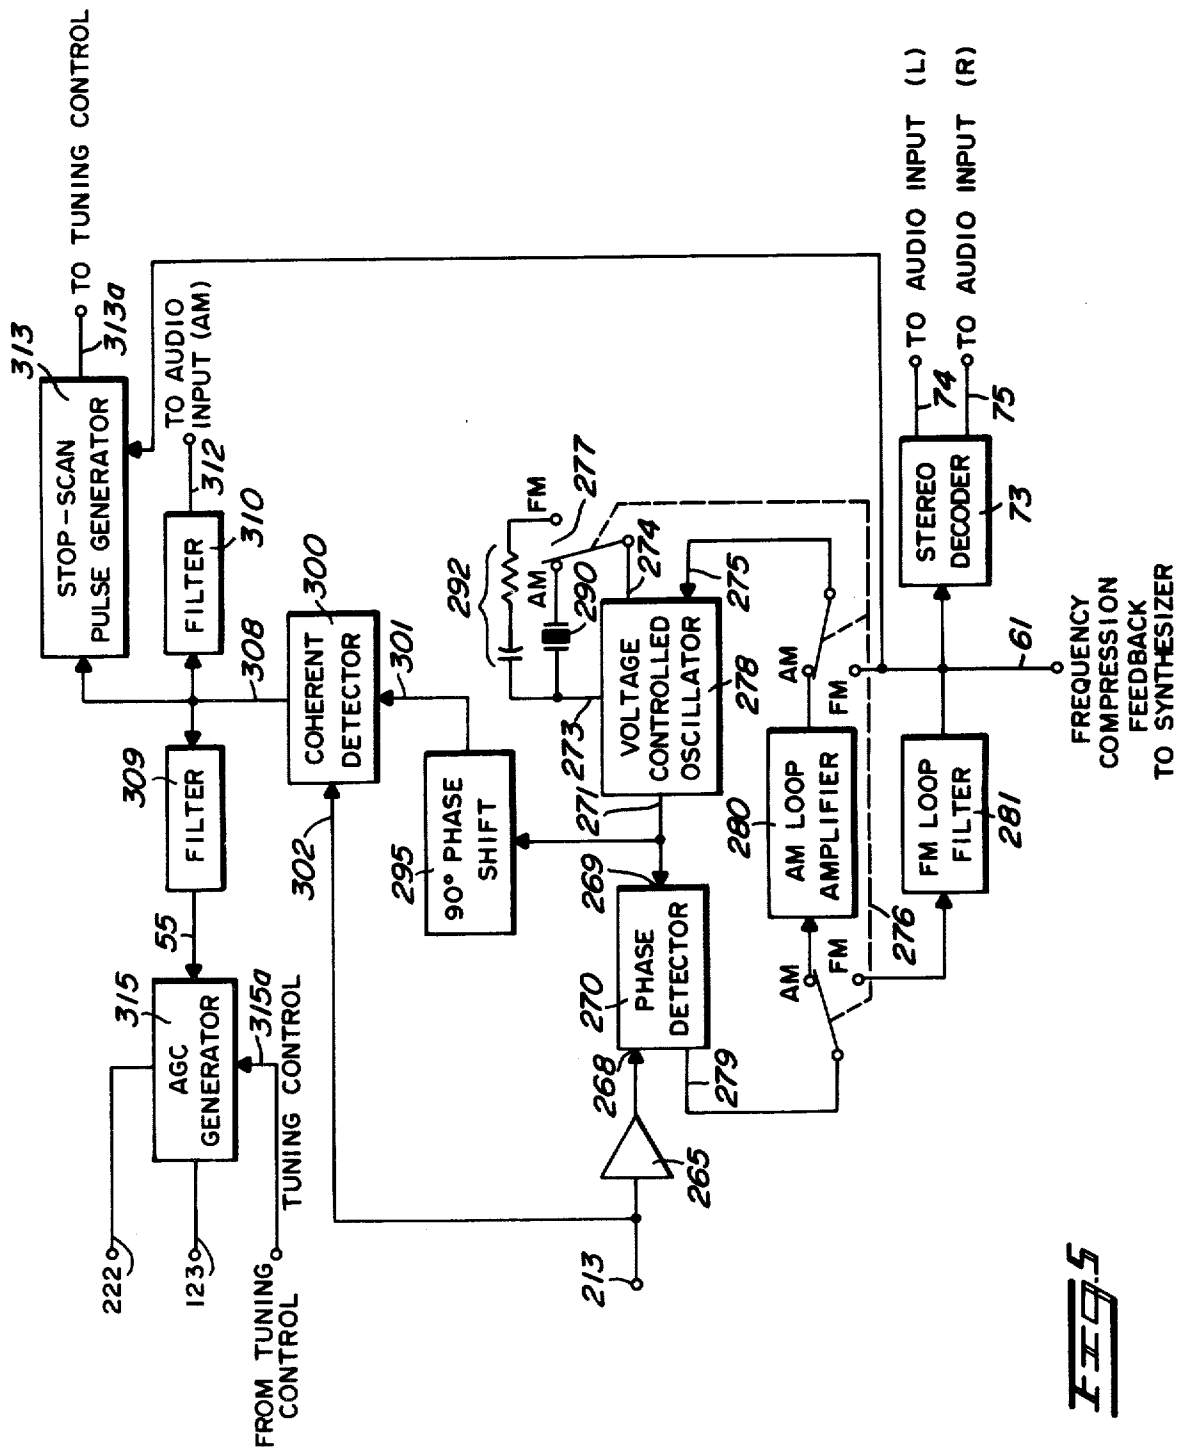 222
123
FROM TUNING
CONTROL
TUNING CONTROL
315
AGC
GENERATOR
315a
55
309
FILTER
STOP-SCAN
PULSE GENERATOR
313
313a
TO TUNING CONTROL
FILTER
310
312
TO AUDIO
INPUT (AM)
308
302
COHERENT
DETECTOR
300
301
295
90° PHASE
SHIFT
292
FM
AM
277
290
273
274
271
VOLTAGE
CONTROLLED
OSCILLATOR
278
275
213
265
268
270
PHASE
DETECTOR
269
279
AM
FM
276
280
AM LOOP
AMPLIFIER
AM
FM
FM LOOP
FILTER
281
STEREO
DECODER
73
74
75
TO AUDIO INPUT (L)
TO AUDIO INPUT (R)
61
FREQUENCY
COMPRESSION
FEEDBACK
TO SYNTHESIZER
FIG. 5